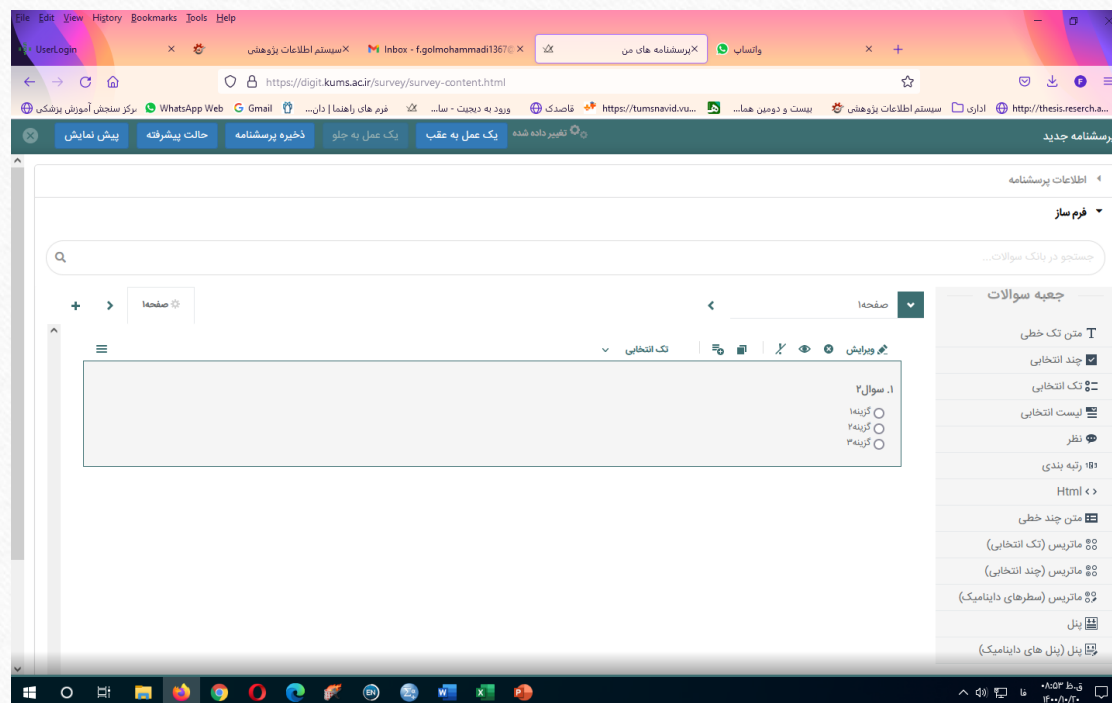 File Edit View History Bookmarks Tools Help
UserLogin
سیستم اطلاعات پژوهشی
Inbox - f.golmohammadi1367@
پرسشنامه های من
واتساپ
https://digit.kums.ac.ir/survey/survey-content.html
مرکز سنجش آموزش پزشکی
WhatsApp Web
Gmail
فرم های راهنما | دان...
ورود به دیجیت - سا...
قاصدک
https://tumsnavid.vu...
بیست و دومین هما...
سیستم اطلاعات پژوهشی
اداری
http://thesis.reserch.a...
پرسشنامه جدید
تغییر داده شده
یک عمل به عقب
یک عمل به جلو
ذخیره پرسشنامه
حالت پیشرفته
پیش نمایش
اطلاعات پرسشنامه
فرم ساز
جستجو در بانک سوالات...
جعبه سوالات
صفحه۱
صفحه۱
متن تک خطی
چند انتخابی
تک انتخابی
لیست انتخابی
نظر
رتبه بندی
Html
متن چند خطی
ماتریس (تک انتخابی)
ماتریس (چند انتخابی)
ماتریس (سطرهای داینامیک)
پنل
پنل (پنل های داینامیک)
ویرایش
تک انتخابی
۱. سوال۲
گزینه۱
گزینه۲
گزینه۳
فا
۰۸:۵۳ ق.ظ
۱۴۰۰/۱۰/۲۰